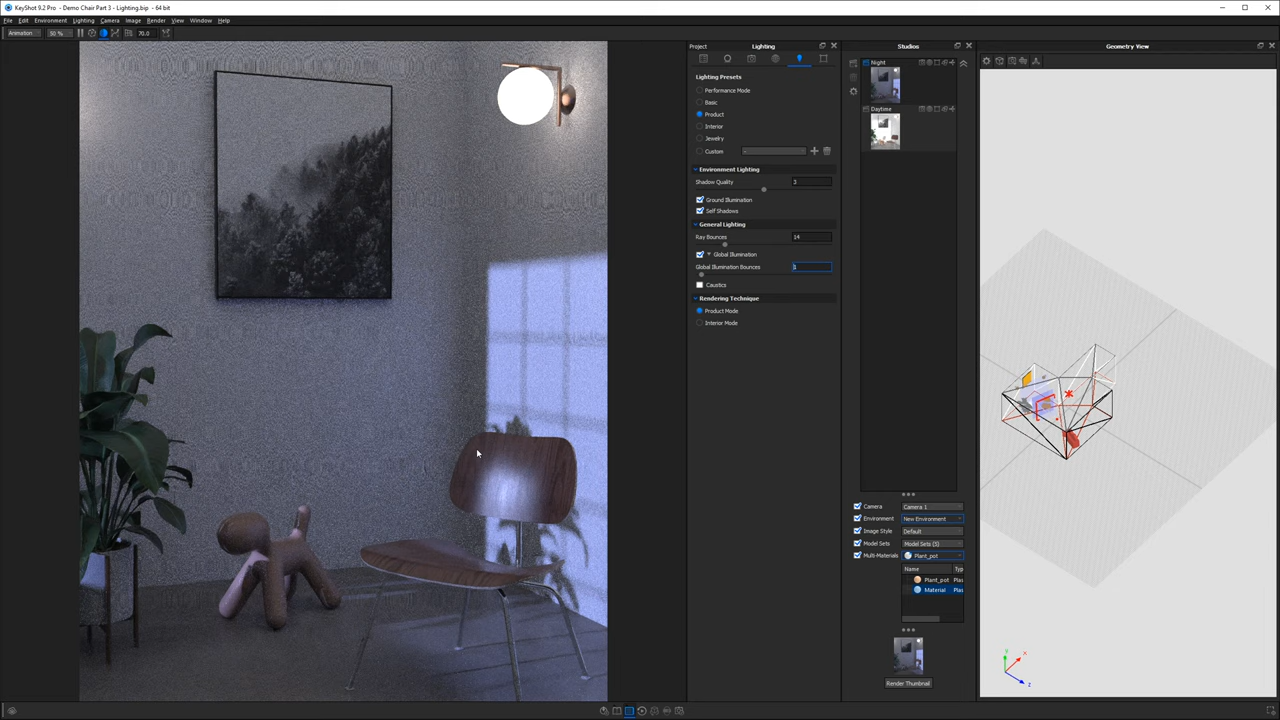 KeyShot 9.2 Pro - Demo Chair Part 3 - Lighting.bip - 64 bit
File Edit Environment Lighting Camera Image Render View Window Help
Animation 50 % 70.0
Project Lighting
Lighting Presets
Performance Mode
Basic
Product
Interior
Jewelry
Custom -
Environment Lighting
Shadow Quality 3
Ground Illumination
Self Shadows
General Lighting
Ray Bounces 14
Global Illumination
Global Illumination Bounces
Caustics
Rendering Technique
Product Mode
Interior Mode
Studios
Night
Daytime
Camera Camera 1
Environment New Environment
Image Style Default
Model Sets Model Sets (5)
Multi-Materials Plant_pot
Name Typ
Plant_pot Plas
Material Plas
Render Thumbnail
Geometry View
Y X Z